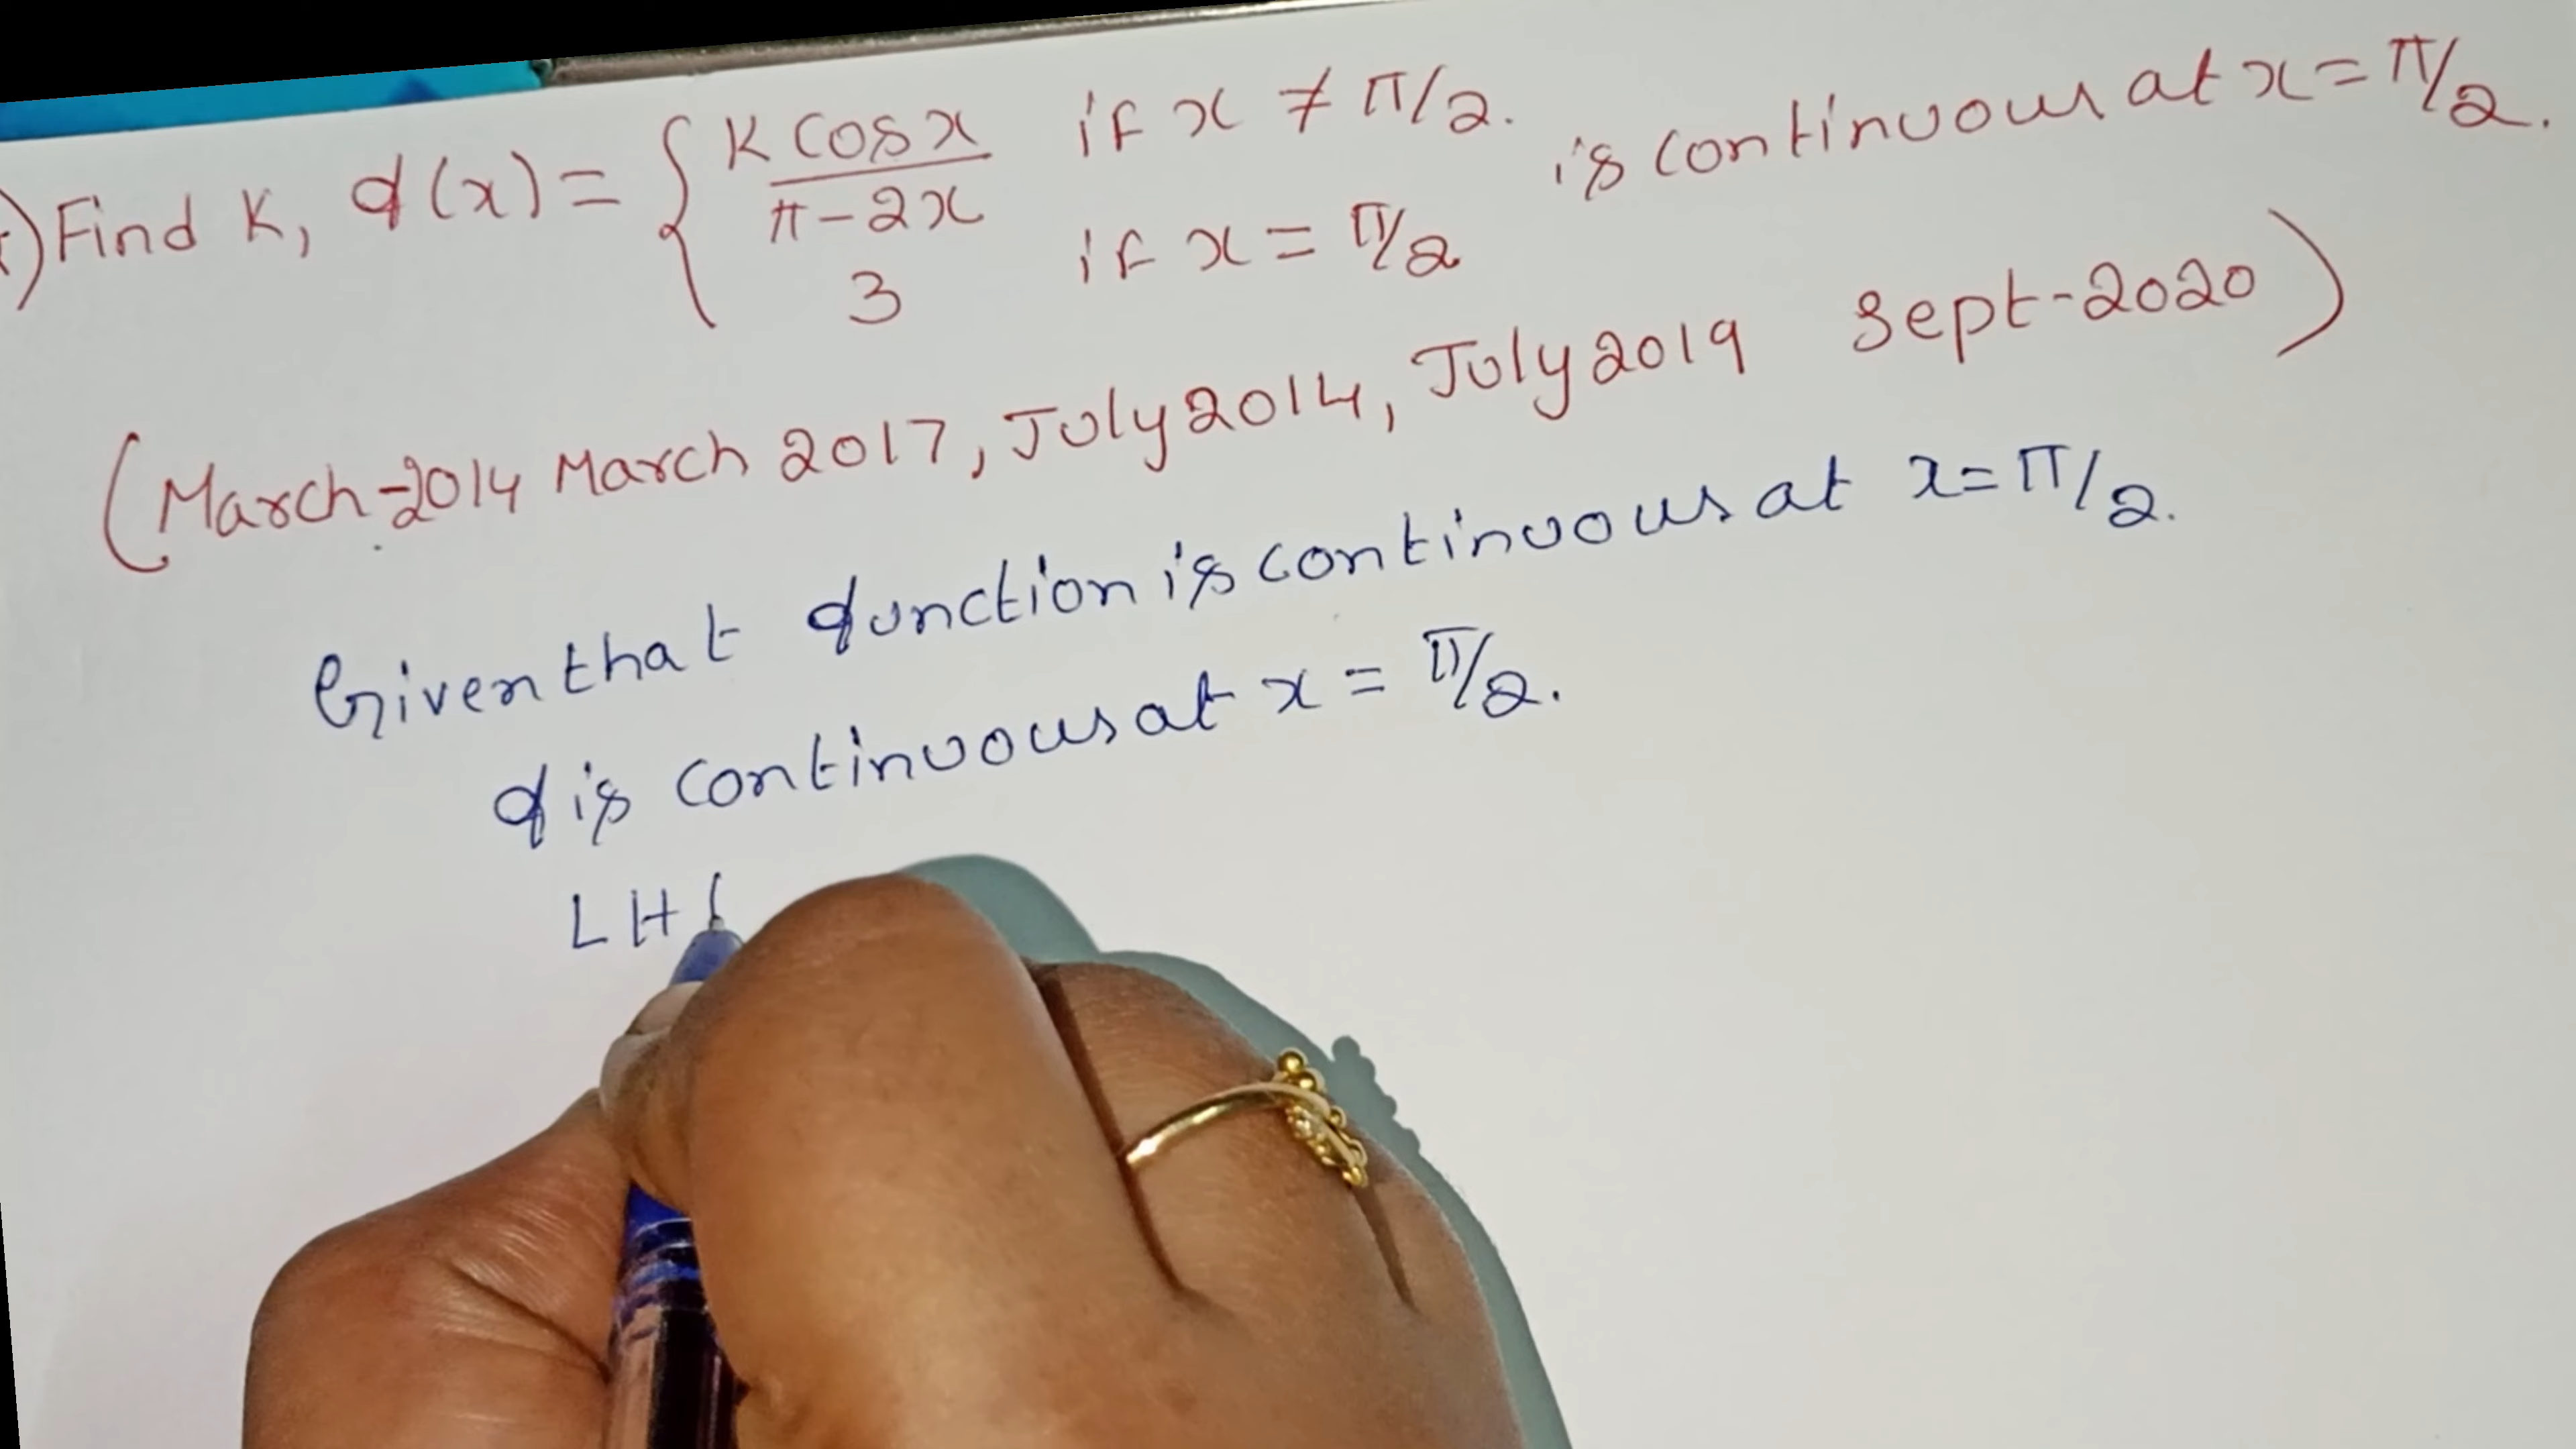 Find K, f(x) = { K cos x / π - 2x if x ≠ π/2. is continuous at x = π/2.
3 if x = π/2
(March-2014 March 2017, July 2014, July 2019 Sept-2020)
Given that function is continuous at x = π/2.
f is continuous at x = π/2.
LH